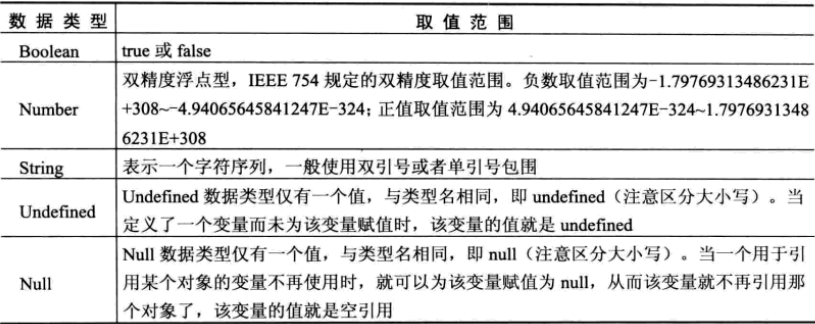 数据类型 取值范围
Boolean true 或 false
双精度浮点型，IEEE 754 规定的双精度取值范围。负数取值范围为-1.79769313486231E
Number +308~-4.94065645841247E-324；正值取值范围为 4.94065645841247E-324~1.7976931348
6231E+308
String 表示一个字符序列，一般使用双引号或者单引号包围
Undefined 数据类型仅有一个值，与类型名相同，即 undefined（注意区分大小写）。当
Undefined
定义了一个变量而未为该变量赋值时，该变量的值就是 undefined
Null 数据类型仅有一个值，与类型名相同，即 null（注意区分大小写）。当一个用于引
Null 用某个对象的变量不再使用时，就可以为该变量赋值为 null，从而该变量就不再引用那
个对象了，该变量的值就是空引用